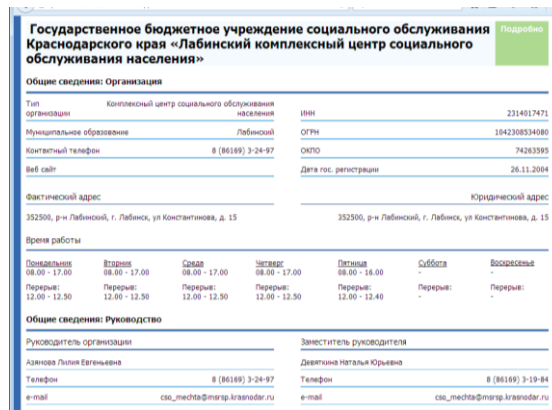 Государственное бюджетное учреждение социального обслуживания Подробно
Краснодарского края «Лабинский комплексный центр социального
обслуживания населения»
Общие сведения: Организация
Тип организации Комплексный центр социального обслуживания населения
ИНН 2314017471
Муниципальное образование Лабинский
ОГРН 1042308534080
Контактный телефон 8 (86169) 3-24-97
ОКПО 74263595
Веб сайт
Дата гос. регистрации 26.11.2004
Фактический адрес Юридический адрес
352500, р-н Лабинский, г. Лабинск, ул Константинова, д. 15 352500, р-н Лабинский, г. Лабинск, ул Константинова, д. 15
Время работы
Понедельник Вторник Среда Четверг Пятница Суббота Воскресенье
08.00 - 17.00 08.00 - 17.00 08.00 - 17.00 08.00 - 17.00 08.00 - 16.00 - -
Перерыв: Перерыв: Перерыв: Перерыв: Перерыв: Перерыв: Перерыв:
12.00 - 12.50 12.00 - 12.50 12.00 - 12.50 12.00 - 12.50 12.00 - 12.40 - -
Общие сведения: Руководство
Руководитель организации Заместитель руководителя
Азянова Лилия Евгеньевна Девяткина Наталья Юрьевна
Телефон 8 (86169) 3-24-97 Телефон 8 (86169) 3-19-84
e-mail cso_mechta@msrsp.krasnodar.ru e-mail cso_mechta@msrsp.krasnodar.ru